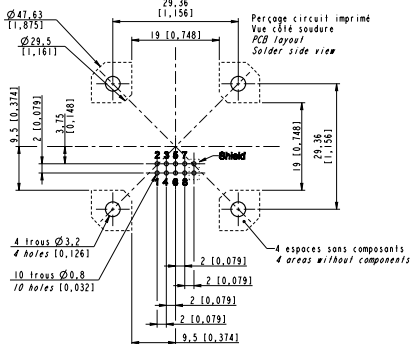 29.36
[1,156]
Ø47,63
[1,875]
Perçage circuit imprimé
Vue côté soudure
PCB layout
Solder side view
Ø29,5
[1,161]
19 [0,748]
9,5 [0,374]
2 [0,079]
3,75
[0,148]
2 3 5 7
Shield
1 4 6 8
19 [0,748]
29,36
[1,156]
4 trous Ø3,2
4 holes [0,126]
4 espaces sans composants
4 areas without components
10 trous Ø0,8
10 holes [0,032]
2 [0,079]
2 [0,079]
2 [0,079]
2 [0,079]
9,5 [0,374]